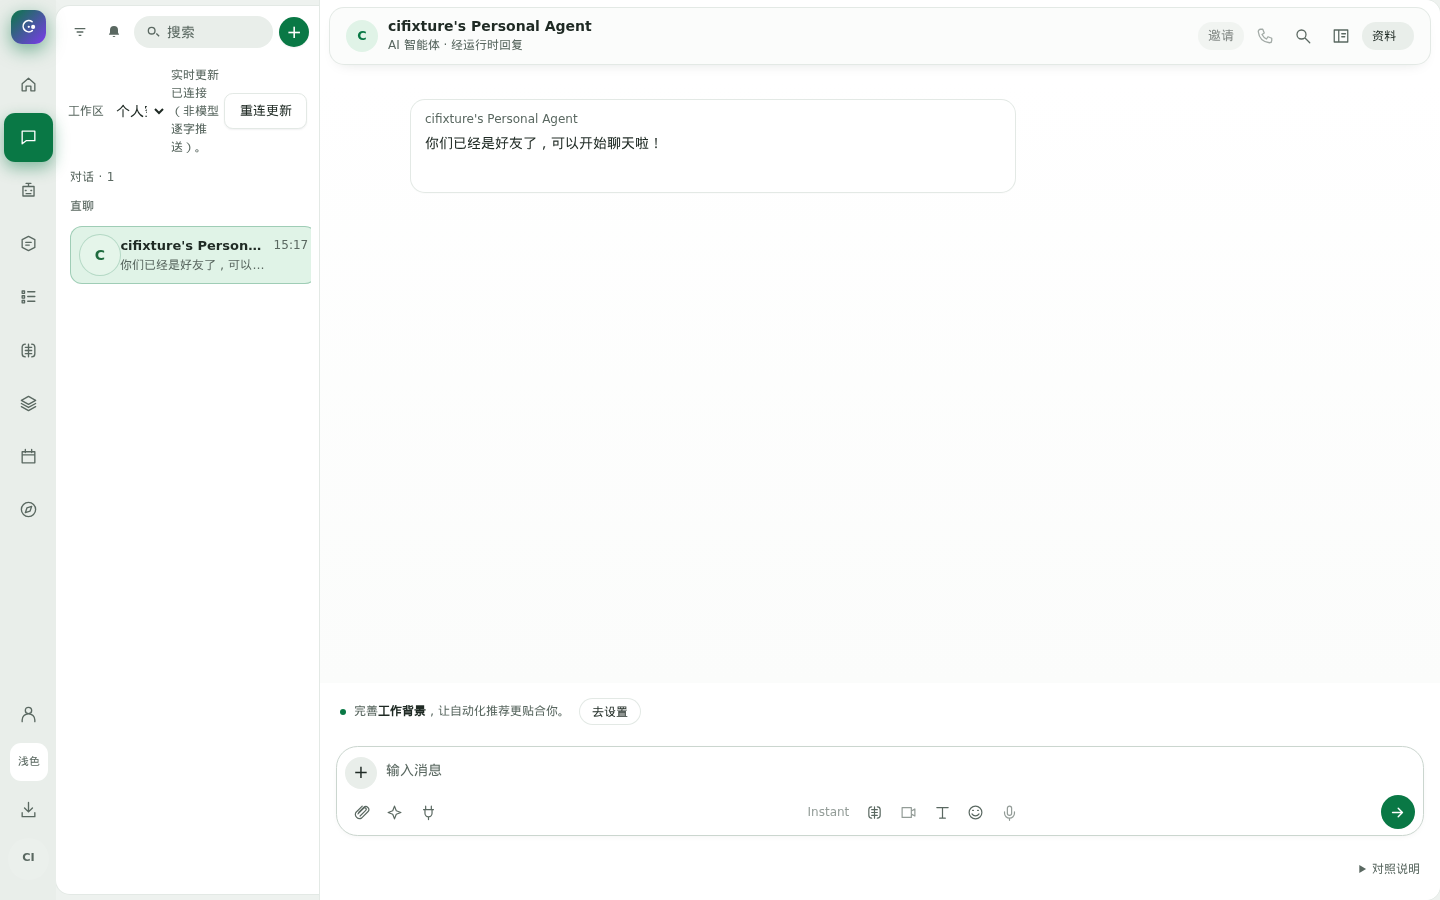 搜索
工作区
个人
实时更新
已连接
（非模型
逐字推
送）。
重连更新
对话 · 1
直聊
C
cifixture's Person…
15:17
你们已经是好友了，可以…
浅色
CI
C
cifixture's Personal Agent
AI 智能体 · 经运行时回复
邀请
资料
cifixture's Personal Agent
你们已经是好友了，可以开始聊天啦！
完善工作背景，让自动化推荐更贴合你。
去设置
输入消息
Instant
对照说明